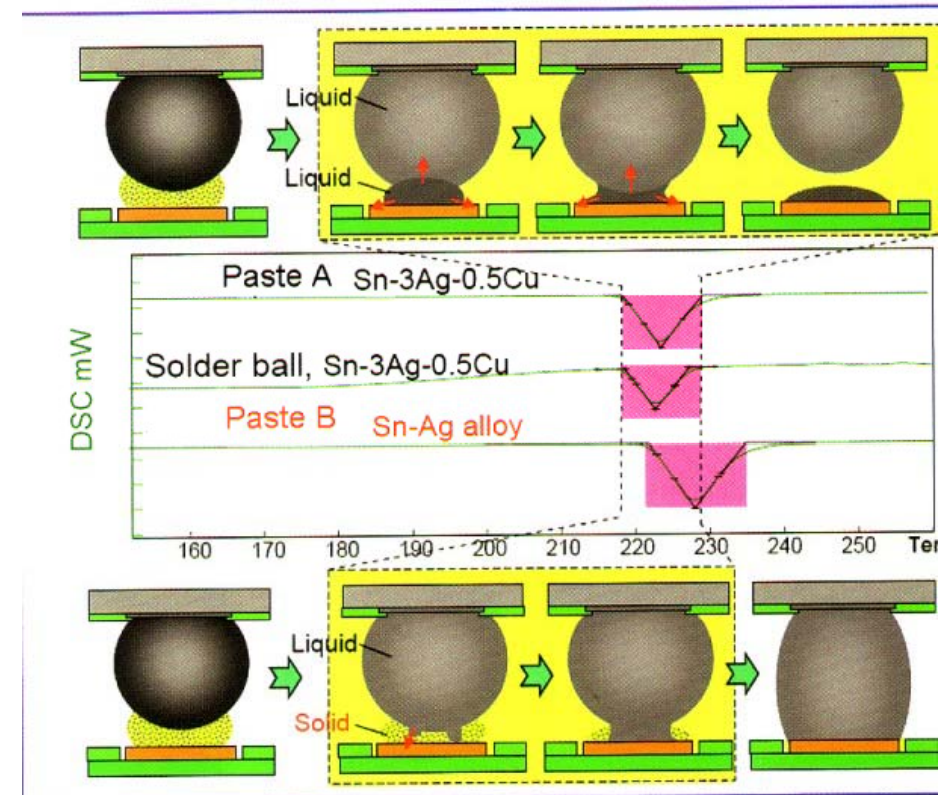 Liquid
Liquid
Paste A Sn-3Ag-0.5Cu
Solder ball, Sn-3Ag-0.5Cu
Paste B Sn-Ag alloy
DSC mW
160 170 180 190 200 210 220 230 240 250 Ter
Liquid
Solid